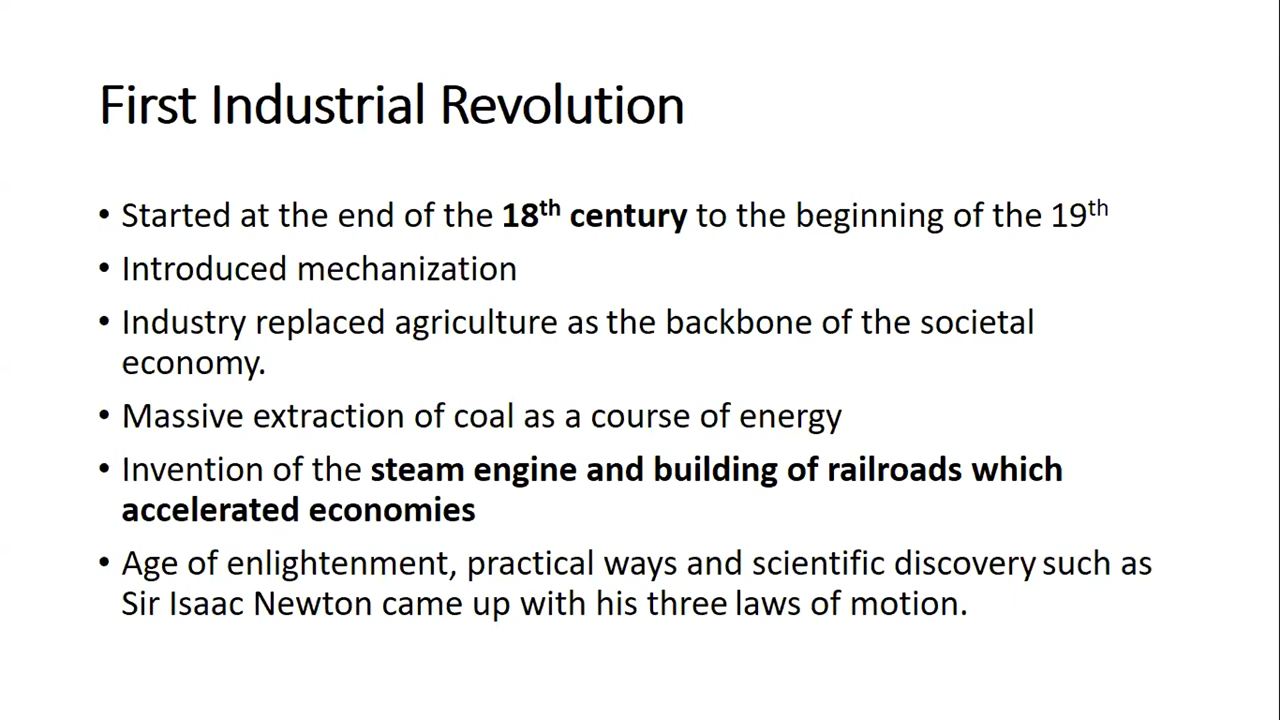 First Industrial Revolution
• Started at the end of the 18th century to the beginning of the 19th
• Introduced mechanization
• Industry replaced agriculture as the backbone of the societal
economy.
• Massive extraction of coal as a course of energy
• Invention of the steam engine and building of railroads which
accelerated economies
• Age of enlightenment, practical ways and scientific discovery such as
Sir Isaac Newton came up with his three laws of motion.